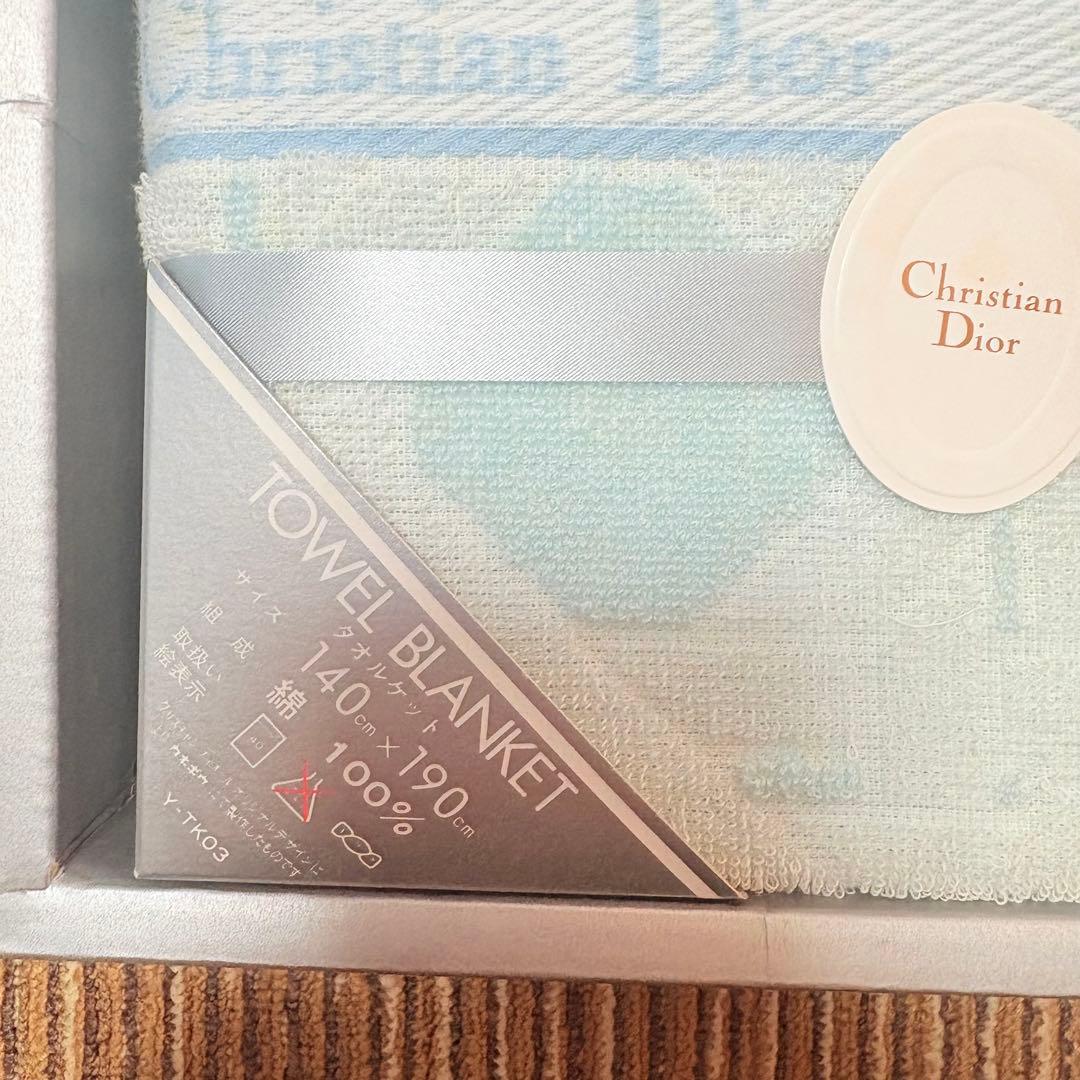 Christian Dior
Christian
Dior
TOWEL BLANKET
タオルケット
サイズ 140cm×190cm
組成 綿 100%
取扱い
絵表示
40
Y-TK03